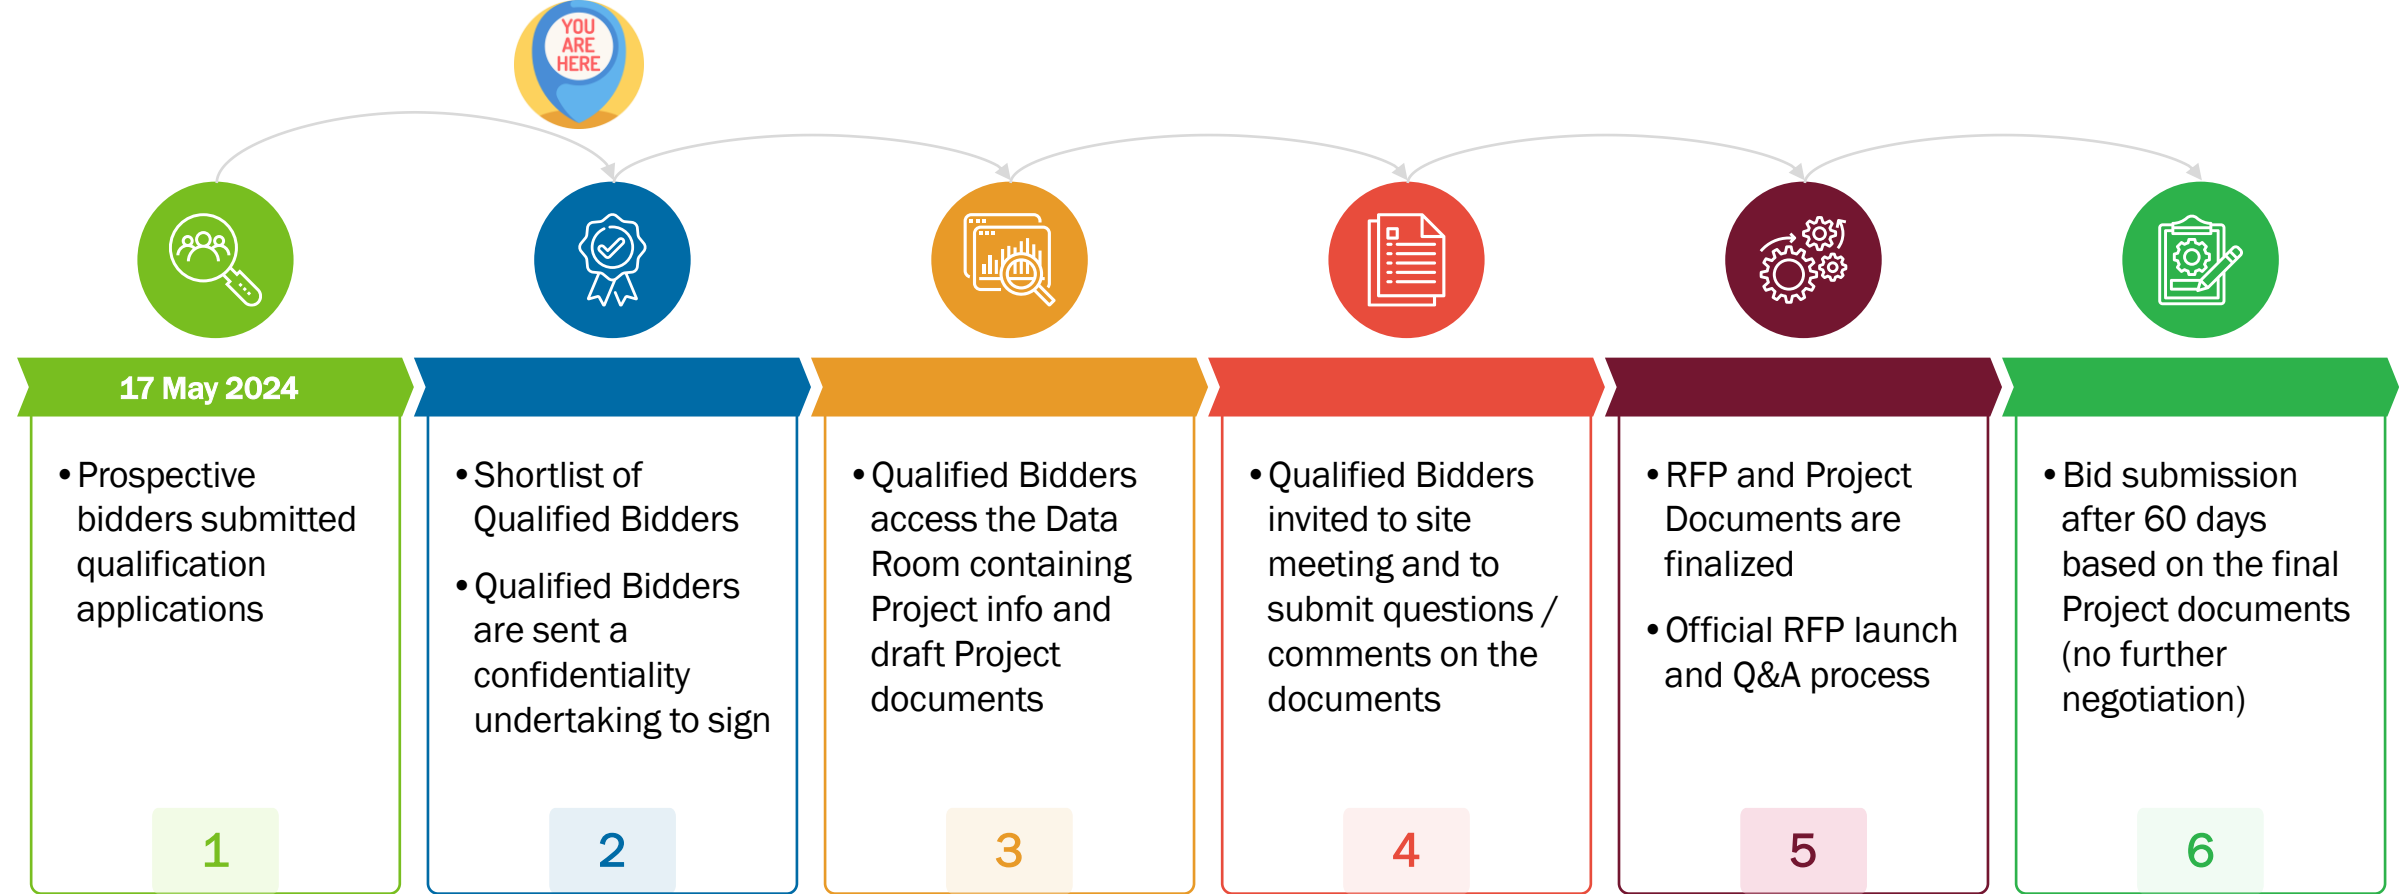 YOU
ARE
HERE
17 May 2024
•Prospective
bidders submitted
qualification
applications
1
•Shortlist of
Qualified Bidders
•Qualified Bidders
are sent a
confidentiality
undertaking to sign
2
•Qualified Bidders
access the Data
Room containing
Project info and
draft Project
documents
3
•Qualified Bidders
invited to site
meeting and to
submit questions /
comments on the
documents
4
•RFP and Project
Documents are
finalized
•Official RFP launch
and Q&A process
5
•Bid submission
after 60 days
based on the final
Project documents
(no further
negotiation)
6